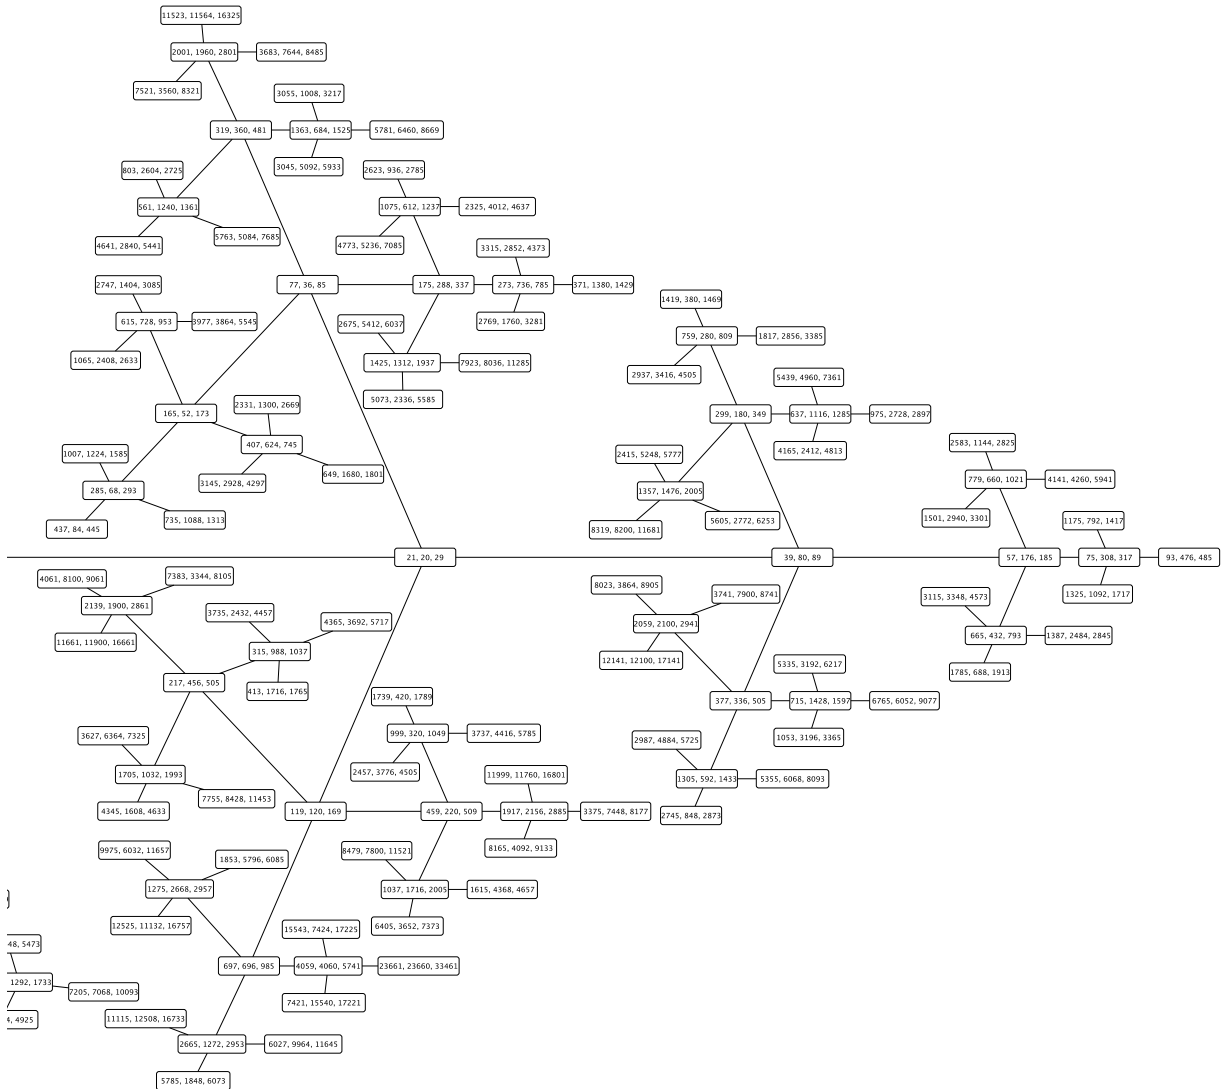 11523, 11564, 16325
2001, 1960, 2801
3683, 7644, 8485
7521, 3560, 8321
3055, 1008, 3217
319, 360, 481
1363, 684, 1525
5781, 6460, 8669
3045, 5092, 5933
803, 2604, 2725
2623, 936, 2785
561, 1240, 1361
1075, 612, 1237
2325, 4012, 4637
5763, 5084, 7685
4641, 2840, 5441
4773, 5236, 7085
3315, 2852, 4373
2747, 1404, 3085
77, 36, 85
175, 288, 337
273, 736, 785
371, 1380, 1429
1419, 380, 1469
615, 728, 953
3977, 3864, 5545
2675, 5412, 6037
2769, 1760, 3281
759, 280, 809
1817, 2856, 3385
1065, 2408, 2633
1425, 1312, 1937
7923, 8036, 11285
2937, 3416, 4505
5439, 4960, 7361
5073, 2336, 5585
2331, 1300, 2669
165, 52, 173
299, 180, 349
637, 1116, 1285
975, 2728, 2897
407, 624, 745
2583, 1144, 2825
1007, 1224, 1585
2415, 5248, 5777
4165, 2412, 4813
649, 1680, 1801
3145, 2928, 4297
779, 660, 1021
4141, 4260, 5941
285, 68, 293
1357, 1476, 2005
735, 1088, 1313
5605, 2772, 6253
1501, 2940, 3301
1175, 792, 1417
437, 84, 445
8319, 8200, 11681
21, 20, 29
39, 80, 89
57, 176, 185
75, 308, 317
93, 476, 485
4061, 8100, 9061
7383, 3344, 8105
8023, 3864, 8905
3741, 7900, 8741
3115, 3348, 4573
1325, 1092, 1717
2139, 1900, 2861
3735, 2432, 4457
4365, 3692, 5717
2059, 2100, 2941
11661, 11900, 16661
665, 432, 793
1387, 2484, 2845
315, 988, 1037
12141, 12100, 17141
5335, 3192, 6217
1785, 688, 1913
217, 456, 505
413, 1716, 1765
1739, 420, 1789
377, 336, 505
715, 1428, 1597
6765, 6052, 9077
3627, 6364, 7325
999, 320, 1049
3737, 4416, 5785
2987, 4884, 5725
1053, 3196, 3365
1705, 1032, 1993
2457, 3776, 4505
11999, 11760, 16801
1305, 592, 1433
5355, 6068, 8093
7755, 8428, 11453
4345, 1608, 4633
119, 120, 169
459, 220, 509
1917, 2156, 2885
3375, 7448, 8177
2745, 848, 2873
9975, 6032, 11657
1853, 5796, 6085
8479, 7800, 11521
8165, 4092, 9133
1275, 2668, 2957
1037, 1716, 2005
1615, 4368, 4657
12525, 11132, 16757
15543, 7424, 17225
6405, 3652, 7373
48, 5473
697, 696, 985
4059, 4060, 5741
23661, 23660, 33461
1292, 1733
7205, 7068, 10093
7421, 15540, 17221
4, 4925
11115, 12508, 16733
2665, 1272, 2953
6027, 9964, 11645
5785, 1848, 6073